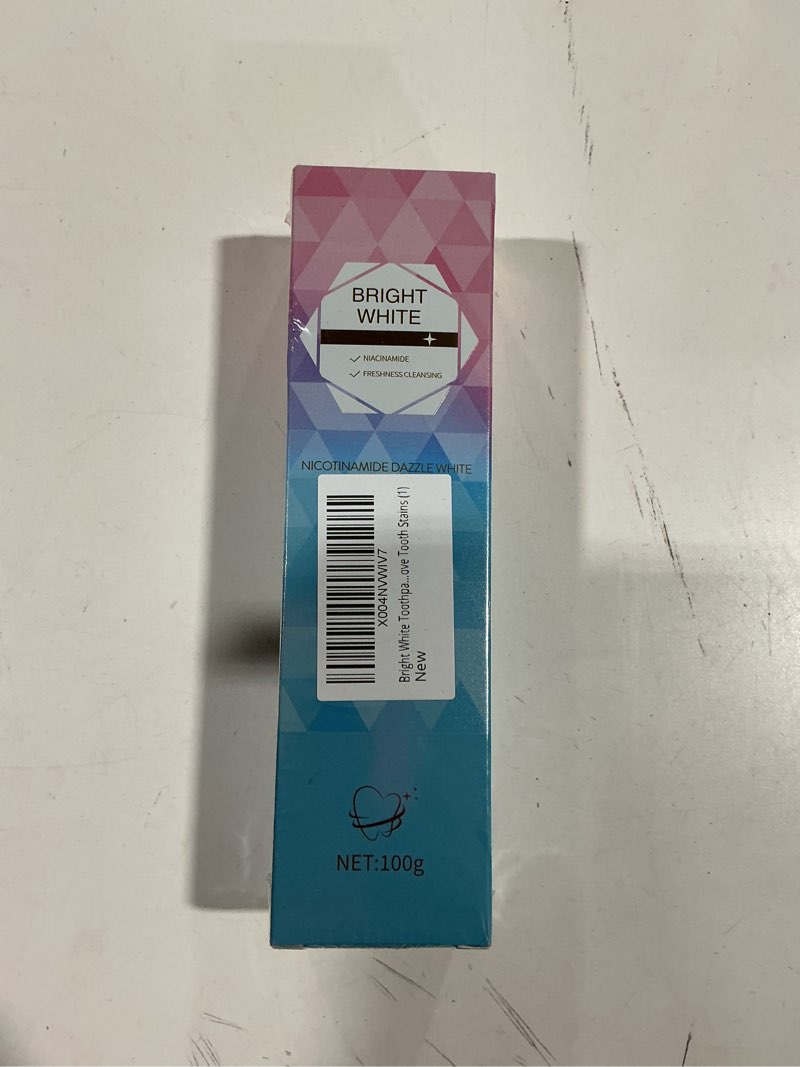 BRIGHT
WHITE
NIACINAMIDE
FRESHNESS CLEANSING
NICOTINAMIDE DAZZLE WHITE
X004NVWIV7
Bright White Toothpa...ove Tooth Stains (1)
New
NET:100g